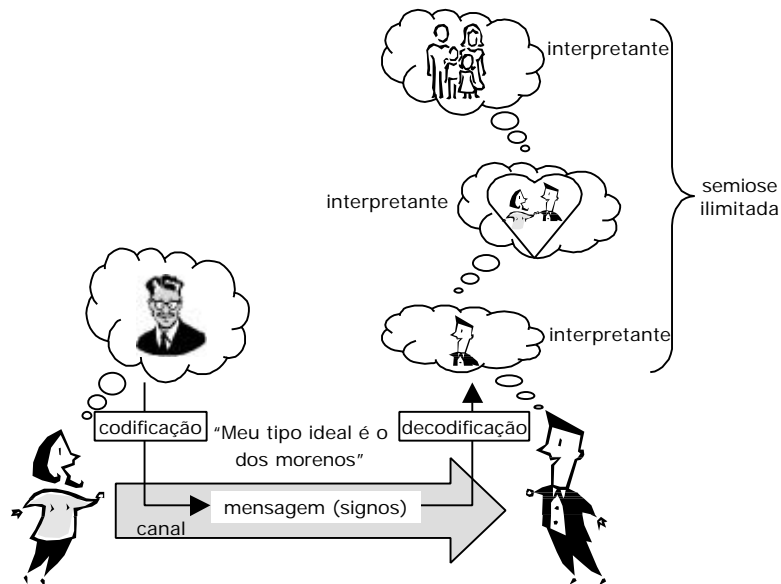 interpretante
interpretante
semiose
ilimitada
interpretante
codificação
“Meu tipo ideal é o
dos morenos”
decodificação
mensagem (signos)
canal